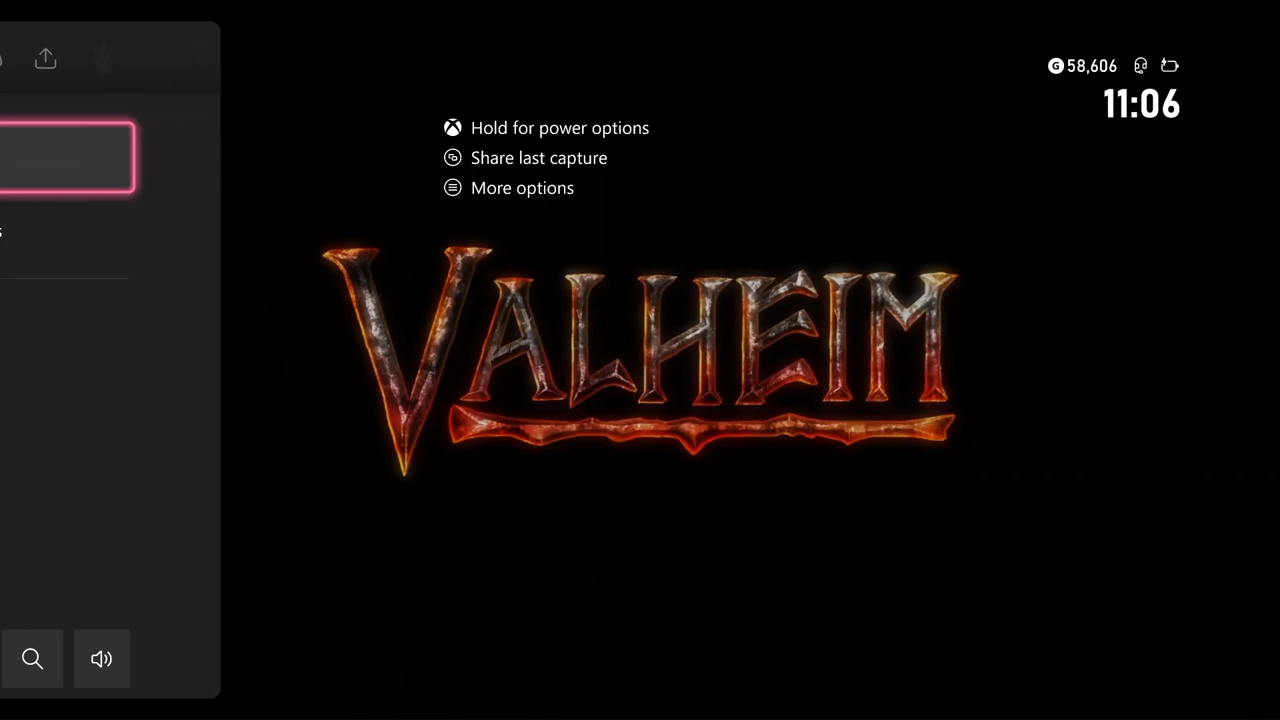 G 58,606
11:06
Hold for power options
Share last capture
More options
VALHEIM